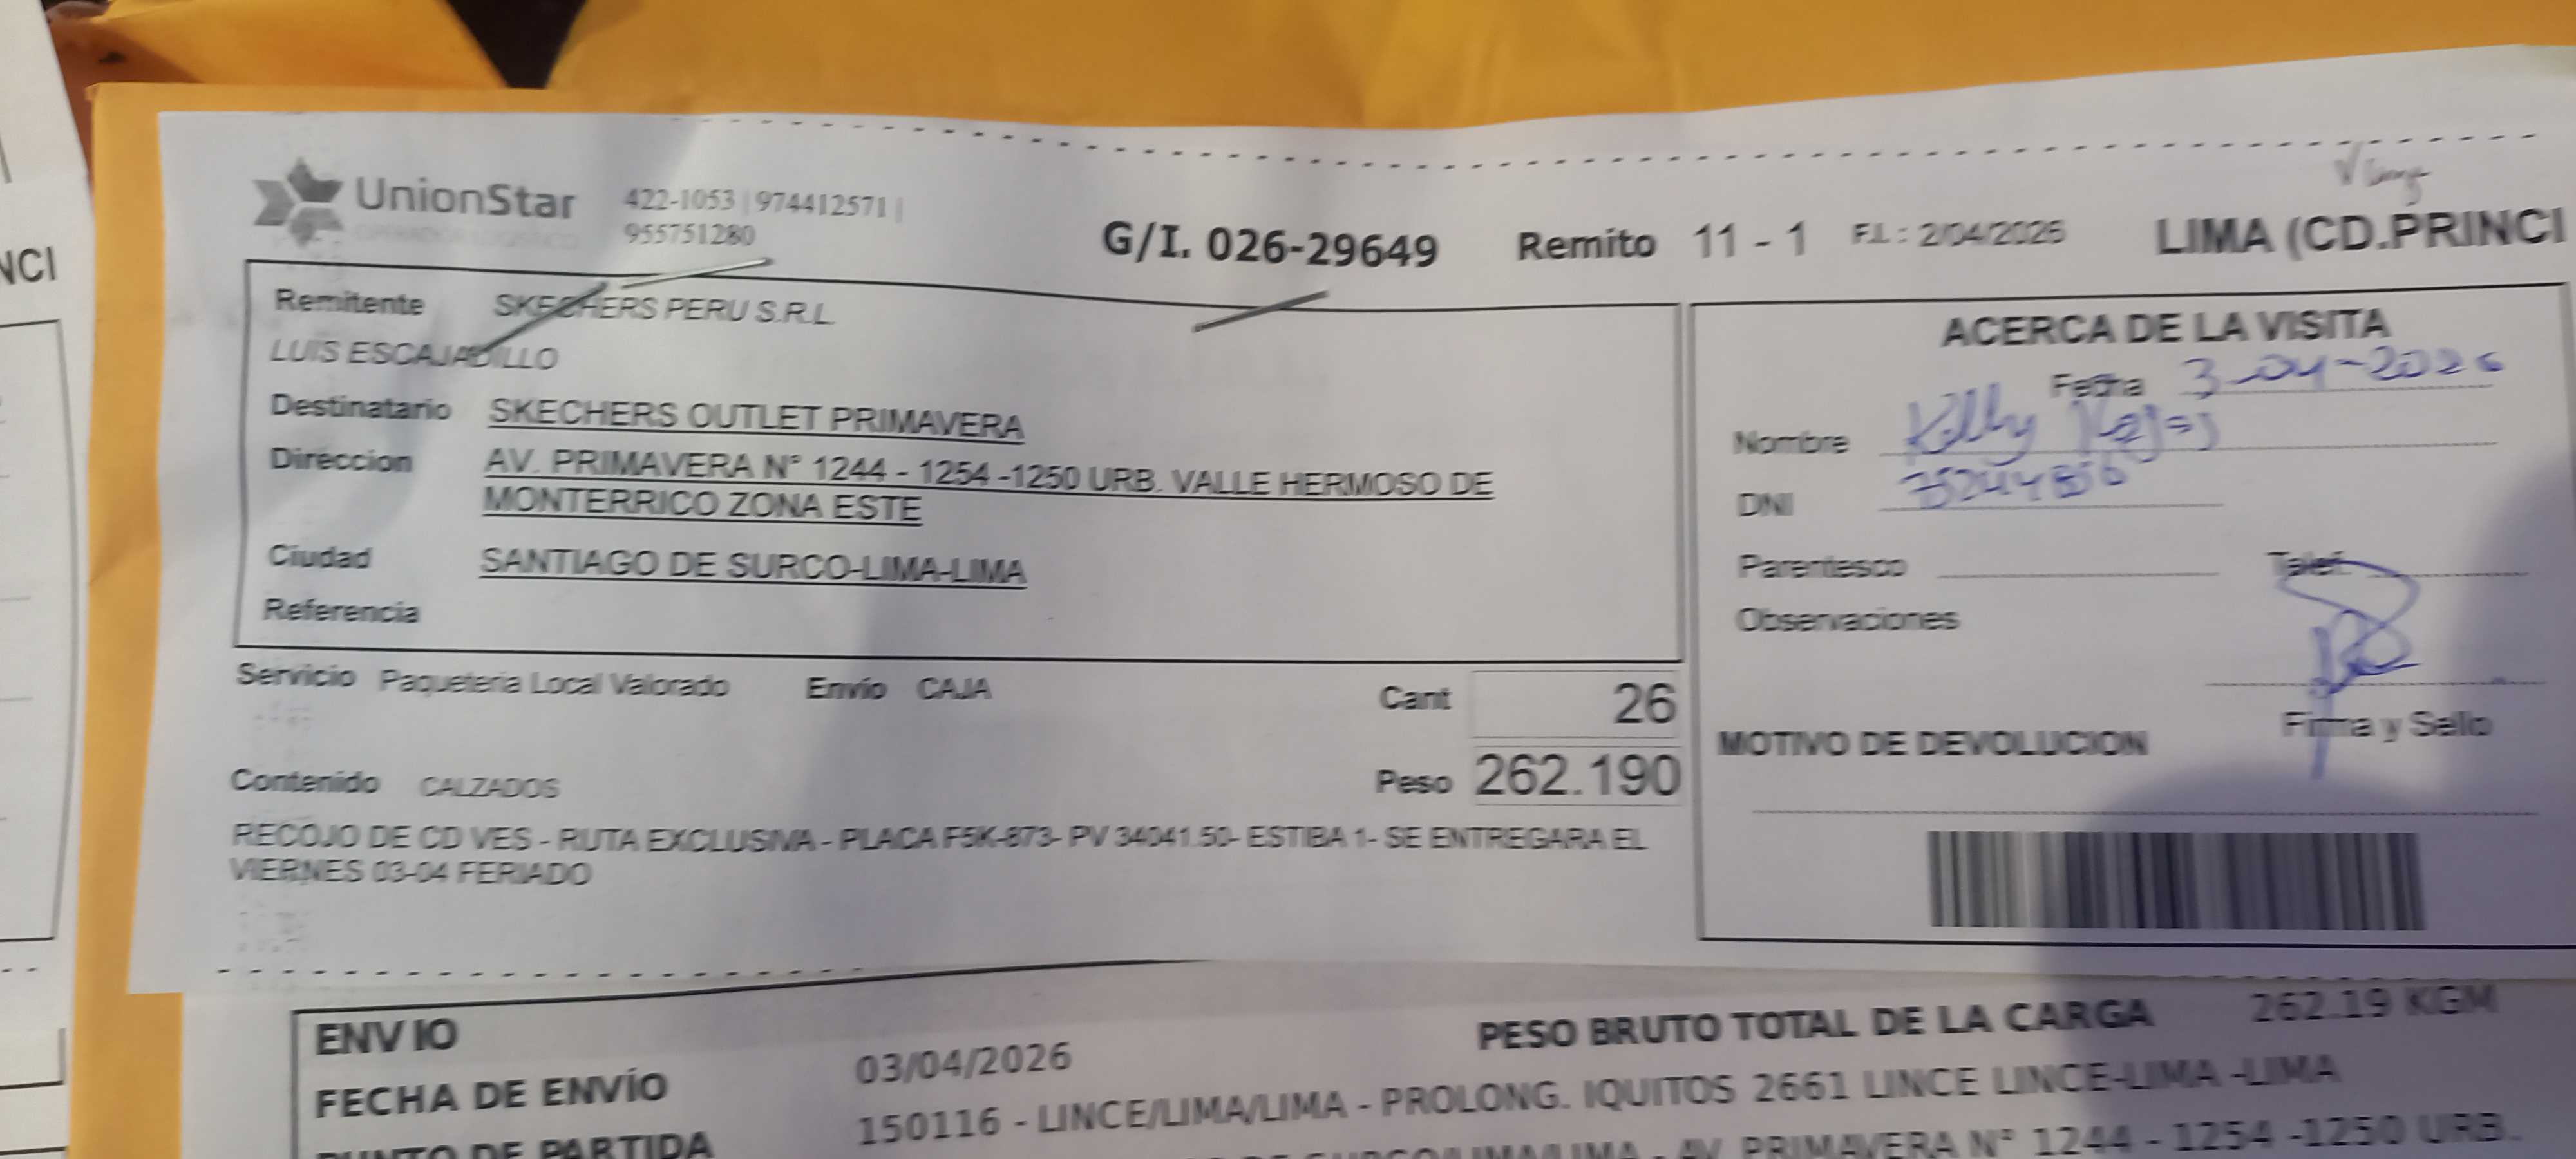 NCI
UnionStar
OPERADOR LOGISTICO
422-1053 | 974412571 |
955751280
G/I. 026-29649
Remito 11 - 1
F.I.: 2/04/2026
LIMA (CD.PRINCI
Remitente SKECHERS PERU S.R.L.
LUIS ESCAJADILLO
Destinatario SKECHERS OUTLET PRIMAVERA
Direccion AV. PRIMAVERA N° 1244 - 1254 -1250 URB. VALLE HERMOSO DE
MONTERRICO ZONA ESTE
Ciudad SANTIAGO DE SURCO-LIMA-LIMA
Referencia
Servicio Paqueteria Local Valorado Envio CAJA
Cant 26
Contenido CALZADOS
Peso 262.190
RECOJO DE CD VES - RUTA EXCLUSIVA - PLACA F5K-873- PV 34041.50- ESTIBA 1- SE ENTREGARA EL
VIERNES 03-04 FERIADO
ACERCA DE LA VISITA
Fecha 3-04-2026
Nombre Killhy
DNI
Parentesco Telef.
Observaciones
Firma y Sello
MOTIVO DE DEVOLUCION
ENVIO
FECHA DE ENVÍO 03/04/2026
PESO BRUTO TOTAL DE LA CARGA 262.19 KGM
PUNTO DE PARTIDA 150116 - LINCE/LIMA/LIMA - PROLONG. IQUITOS 2661 LINCE LINCE-LIMA -LIMA
DE SURCO/LIMA/LIMA - AV. PRIMAVERA N° 1244 - 1254 -1250 URB.